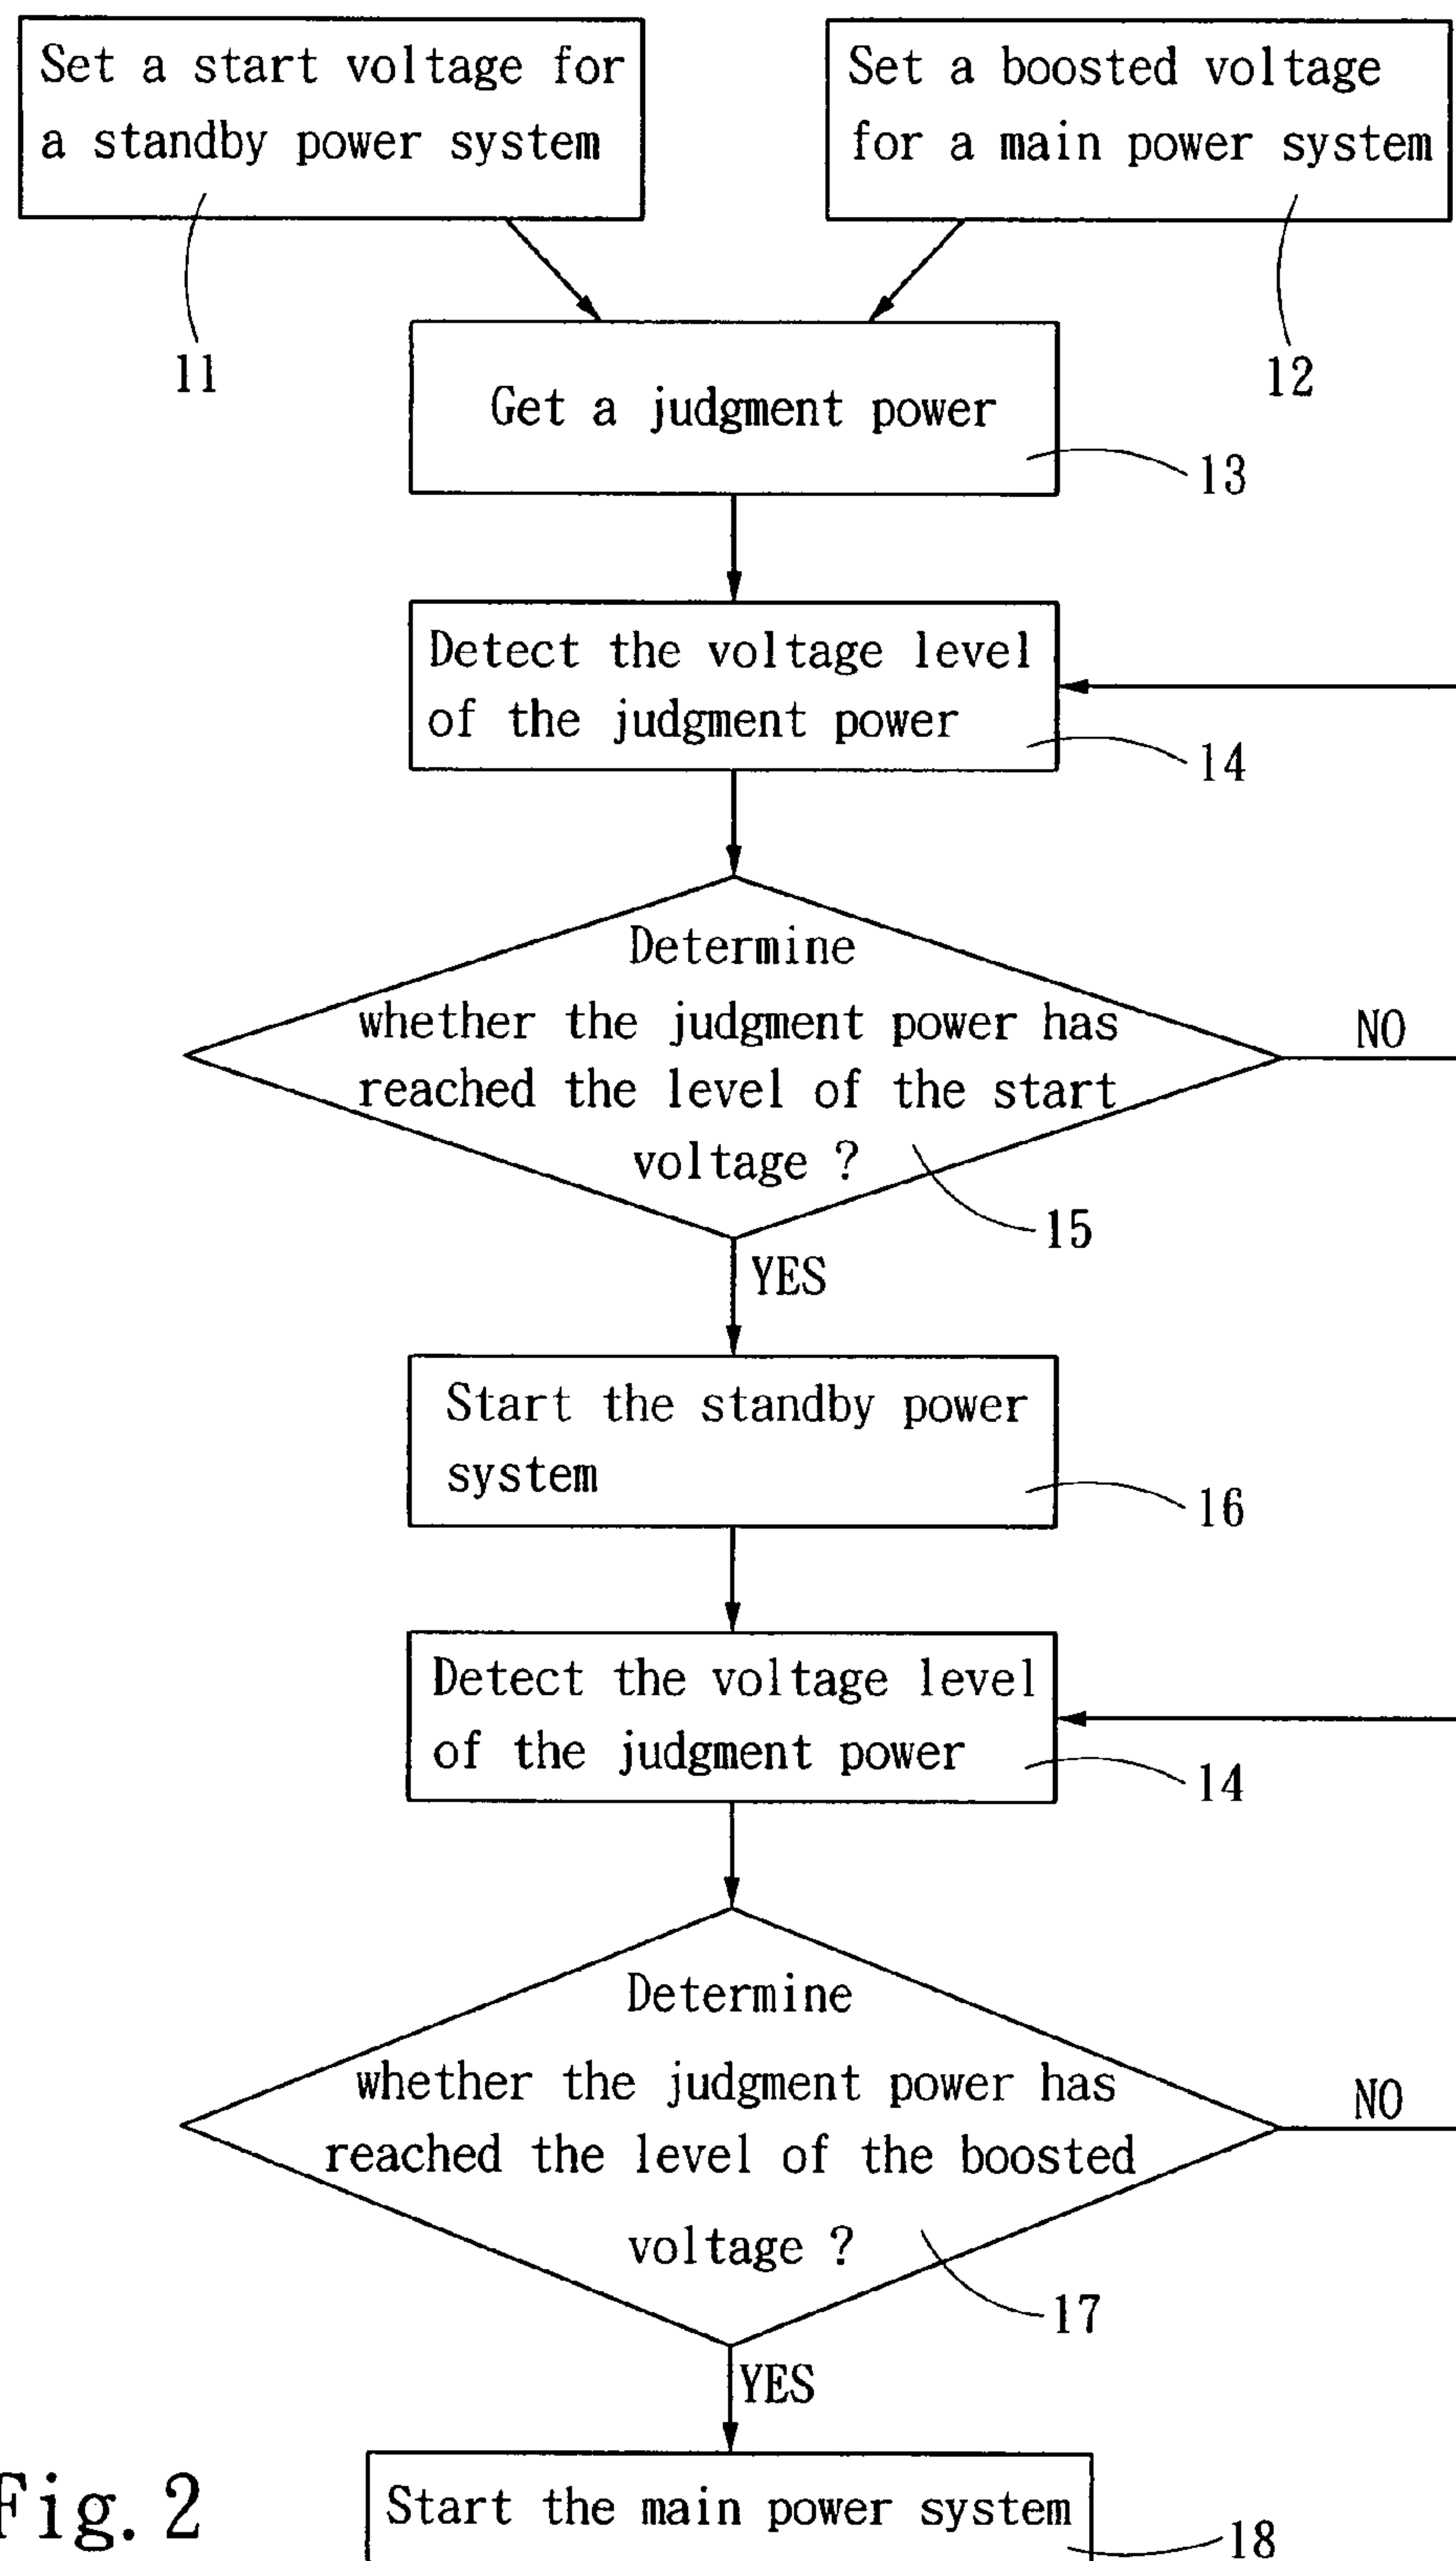 Set a start voltage for
a standby power system
11
Set a boosted voltage
for a main power system
12
Get a judgment power
13
Detect the voltage level
of the judgment power
14
Determine
whether the judgment power has
reached the level of the start
voltage ?
15
NO
YES
Start the standby power
system
16
Detect the voltage level
of the judgment power
14
Determine
whether the judgment power has
reached the level of the boosted
voltage ?
17
NO
YES
Start the main power system
18
Fig. 2